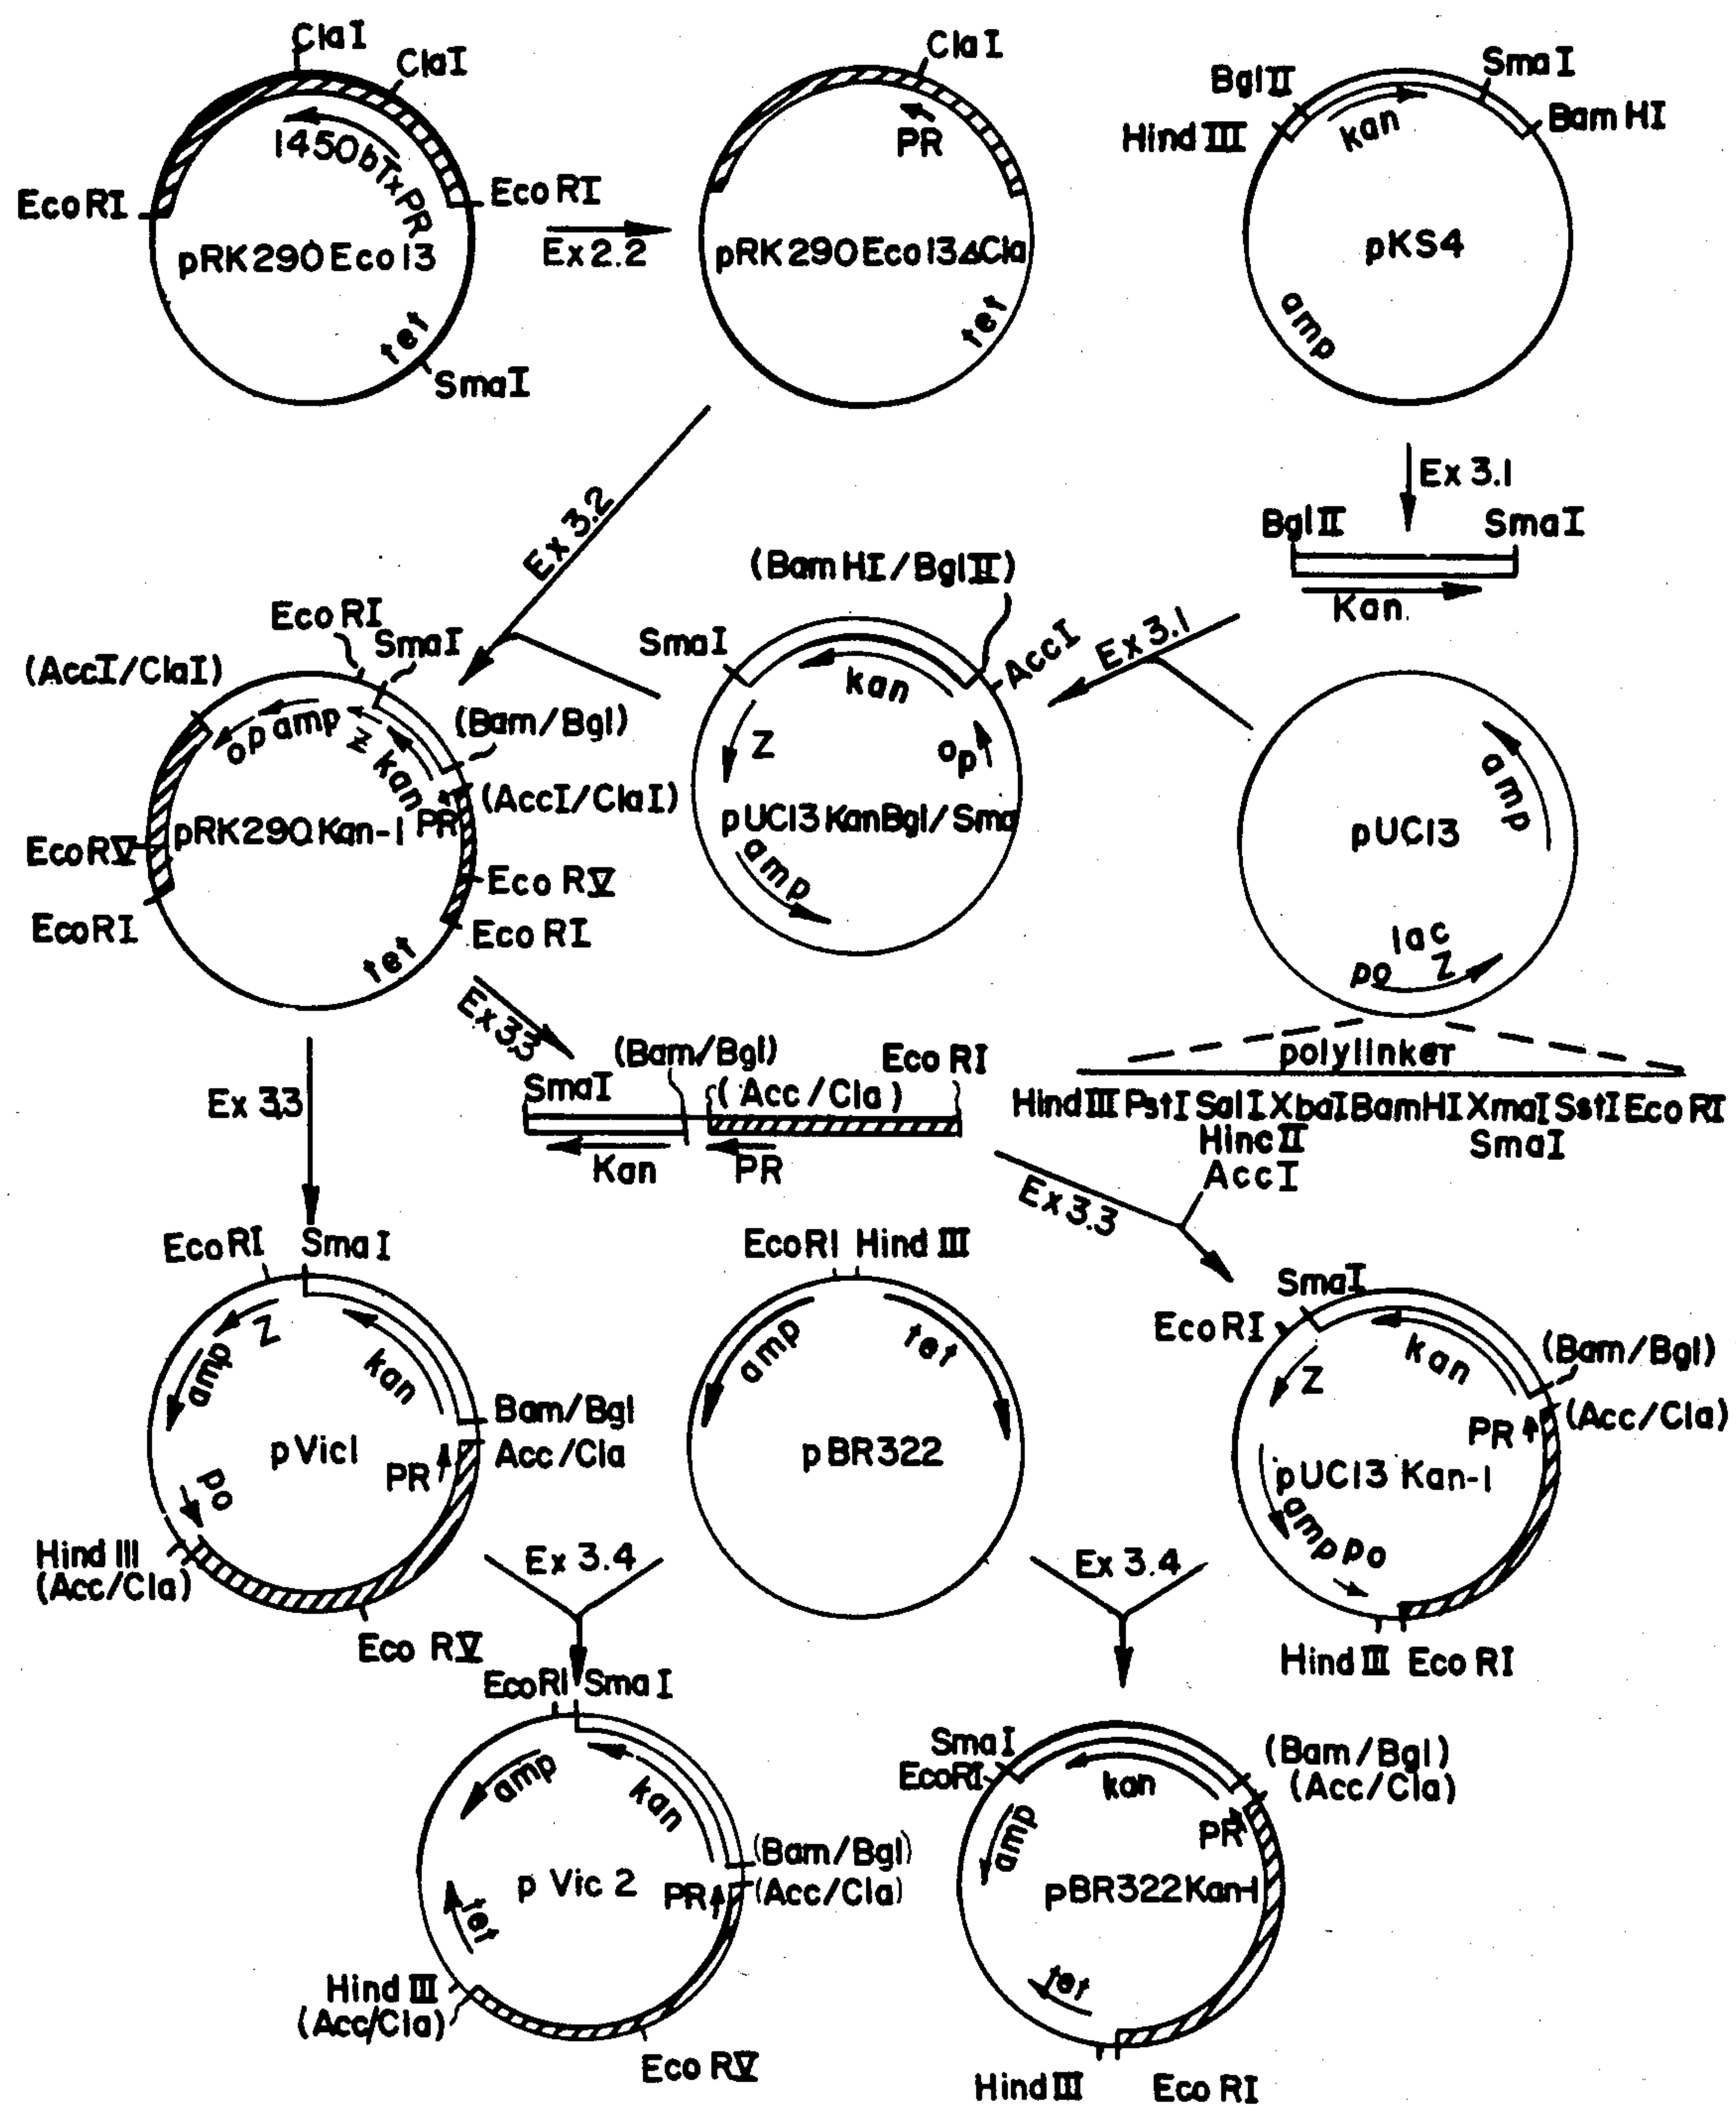 ClaI
ClaI
1450bTxPR
EcoRI
EcoRI
pRK290Eco13
tet
SmaI
Ex2.2
ClaI
PR
pRK290Eco13ΔCla
tet
BglII
SmaI
HindIII
BamHI
kan
pKS4
amp
Ex 3.1
BglII SmaI
Kan
Ex 3.2
EcoRI
SmaI
(AccI/ClaI)
op amp z kan
(Bam/Bgl)
(AccI/ClaI)
pRK290Kan-1
PR
EcoRV
EcoRV
EcoRI
EcoRI
tet
(BamHI/BglII)
SmaI
AccI
kan
Z
op
pUC13KanBgl/Sma
amp
Ex 3.1
amp
pUC13
lac
po Z
polylinker
HindIII PstI SalI XbaI BamHI XmaI SstI EcoRI
HincII SmaI
AccI
Ex3.3
Ex3.3
(Bam/Bgl)
EcoRI
SmaI
(Acc/Cla)
Kan PR
Ex3.3
EcoRI SmaI
Z
amp
kan
Bam/Bgl
Acc/Cla
pVic1
PR
po
HindIII
(Acc/Cla)
EcoRV
EcoRI HindIII
amp tet
pBR322
SmaI
EcoRI
kan
(Bam/Bgl)
Z
(Acc/Cla)
PR
pUC13 Kan-1
amp po
HindIII EcoRI
Ex 3.4
Ex 3.4
EcoRI SmaI
amp
kan
(Bam/Bgl)
(Acc/Cla)
p Vic 2
PR
tet
HindIII
(Acc/Cla)
EcoRV
SmaI
EcoRI
(Bam/Bgl)
(Acc/Cla)
kan
PR
amp
pBR322Kan-1
tet
HindIII EcoRI